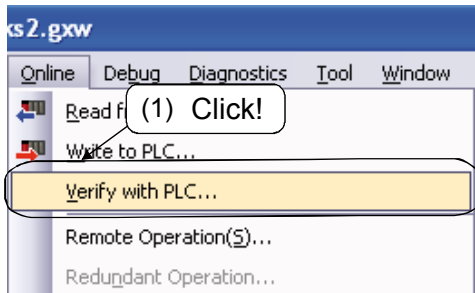 ks2.gxw
Online Debug Diagnostics Tool Window
Read f
(1) Click!
Write to PLC...
Verify with PLC...
Remote Operation(S)...
Redundant Operation...